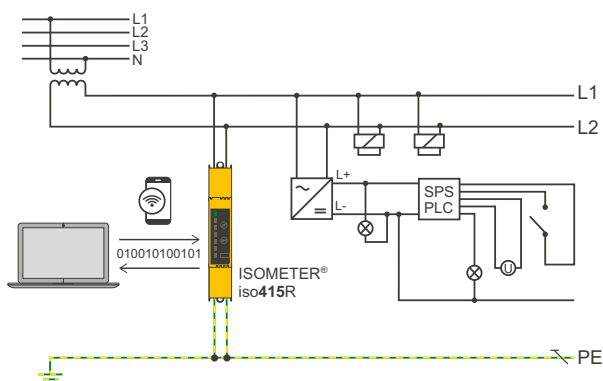 L1
L2
L3
N
L1
L2
L+
L-
SPS
PLC
U
010010100101
ISOMETER®
iso415R
PE